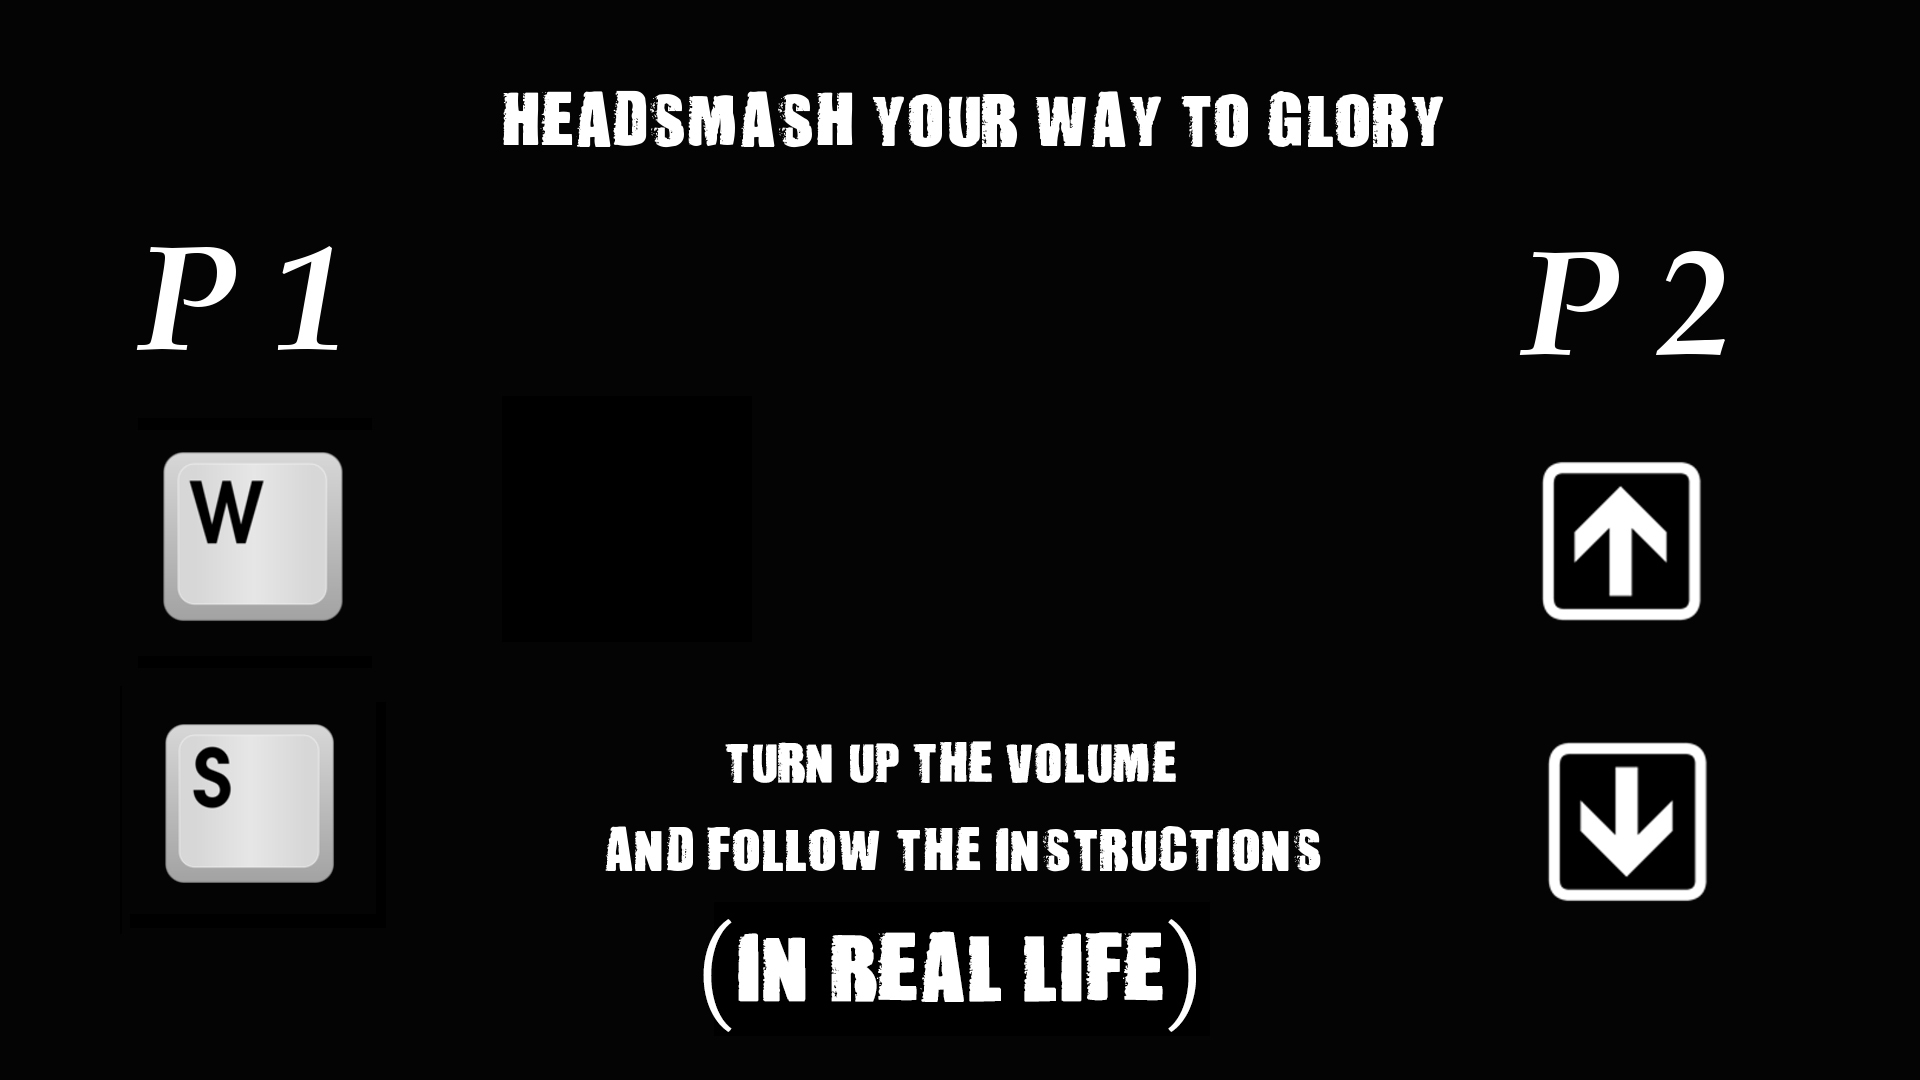 HEADSMASH YOUR WAY TO GLORY
P 1
P 2
W
S
TURN UP THE VOLUME
AND FOLLOW THE INSTRUCTIONS
(IN REAL LIFE)